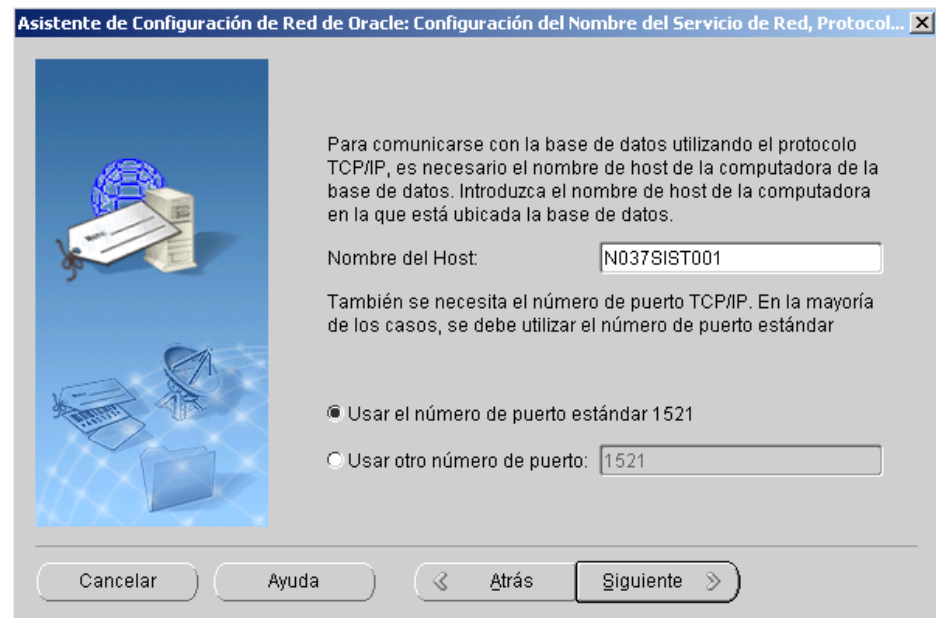 Asistente de Configuración de Red de Oracle: Configuración del Nombre del Servicio de Red, Protocol...
Para comunicarse con la base de datos utilizando el protocolo
TCP/IP, es necesario el nombre de host de la computadora de la
base de datos. Introduzca el nombre de host de la computadora
en la que está ubicada la base de datos.
Nombre del Host: N037SIST001
También se necesita el número de puerto TCP/IP. En la mayoría
de los casos, se debe utilizar el número de puerto estándar
Usar el número de puerto estándar 1521
Usar otro número de puerto: 1521
Cancelar Ayuda Atrás Siguiente